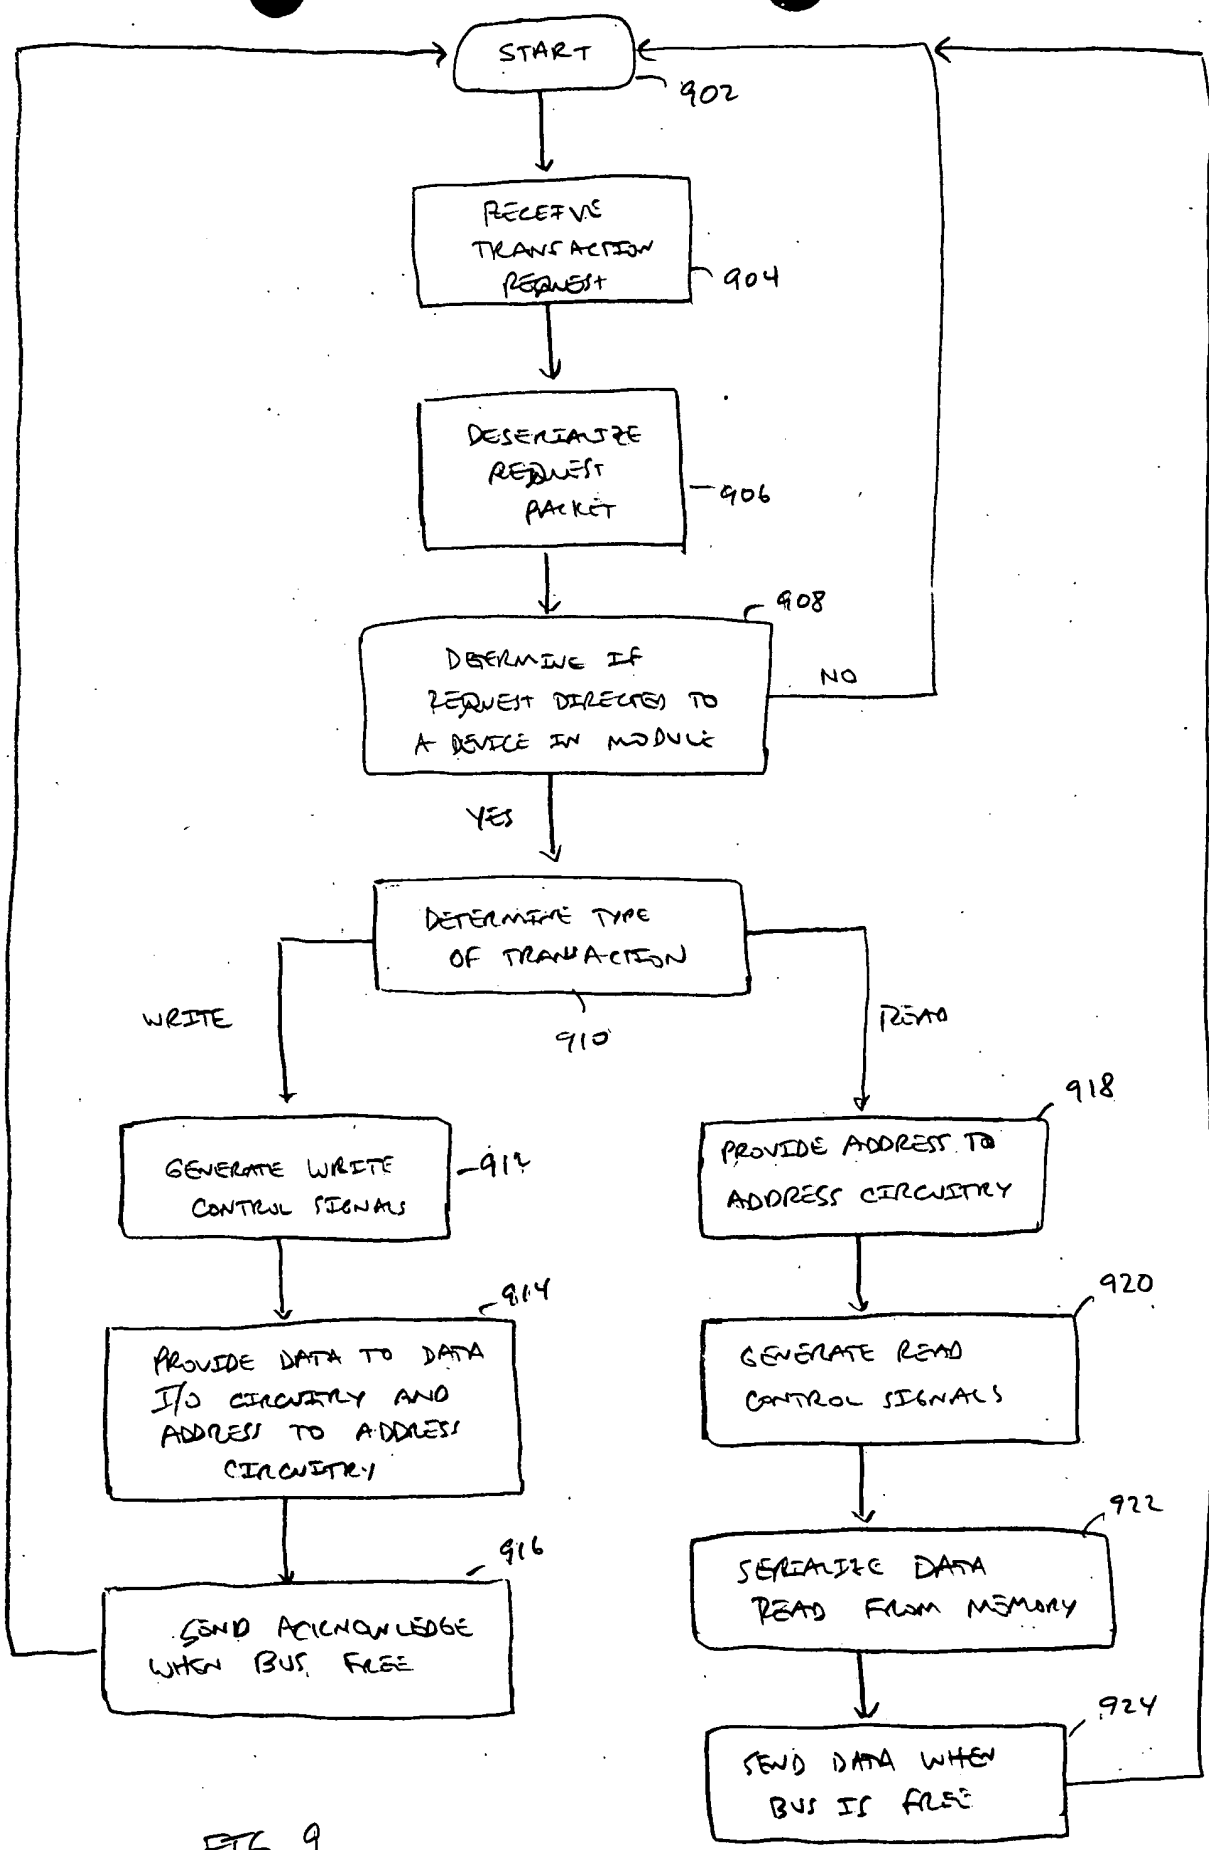 START
902
RECEIVE
TRANSACTION
REQUEST
904
DESERIALIZE
REQUEST
PACKET
906
908
DETERMINE IF
REQUEST DIRECTED TO
A DEVICE IN MODULE
NO
YES
DETERMINE TYPE
OF TRANSACTION
910
WRITE
READ
GENERATE WRITE
CONTROL SIGNALS
912
914
PROVIDE DATA TO DATA
I/O CIRCUITRY AND
ADDRESS TO ADDRESS
CIRCUITRY
916
SEND ACKNOWLEDGE
WHEN BUS FREE
918
PROVIDE ADDRESS TO
ADDRESS CIRCUITRY
920
GENERATE READ
CONTROL SIGNALS
922
SERIALIZE DATA
READ FROM MEMORY
924
SEND DATA WHEN
BUS IS FREE
FIG 9